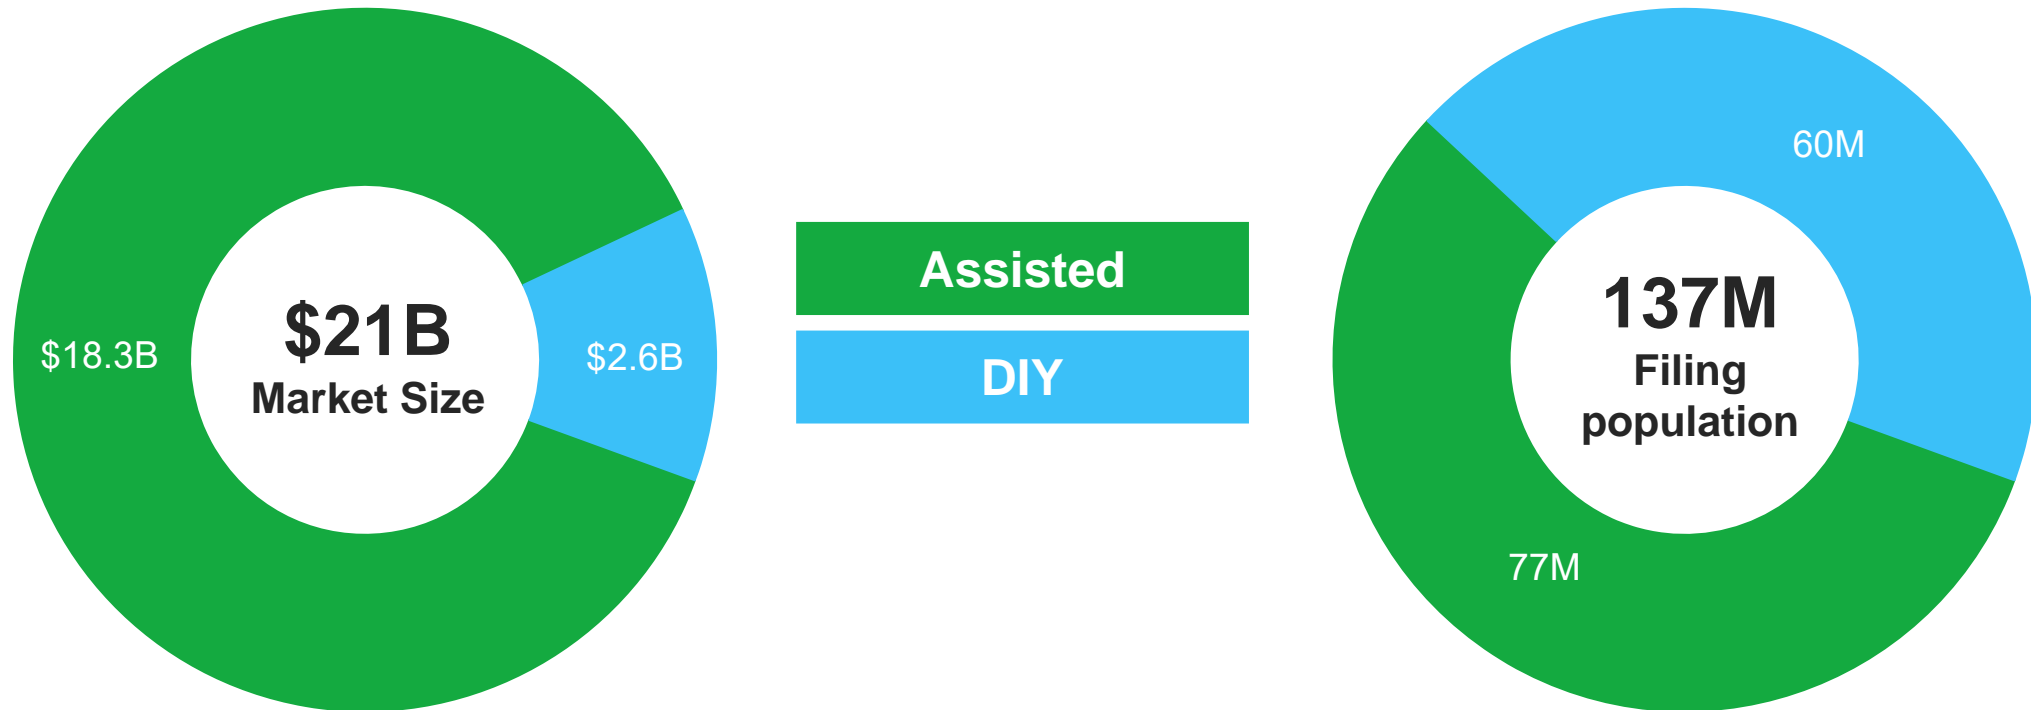 $18.3B
$21B
Market Size
$2.6B
Assisted
DIY
60M
137M
Filing
population
77M